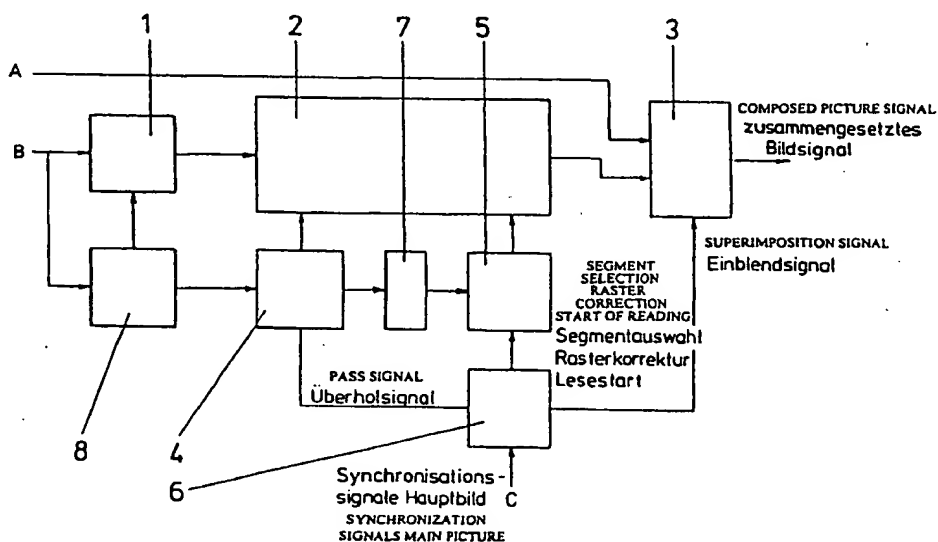 1
2
7
5
3
A
B
COMPOSED PICTURE SIGNAL
zusammengesetztes
Bildsignal
SUPERIMPOSITION SIGNAL
Einblendsignal
SEGMENT
SELECTION
RASTER
CORRECTION
START OF READING
Segmentauswahl
Rasterkorrektur
Lesestart
PASS SIGNAL
Überholsignal
8
4
6
Synchronisations-
signale Hauptbild C
SYNCHRONIZATION
SIGNALS MAIN PICTURE